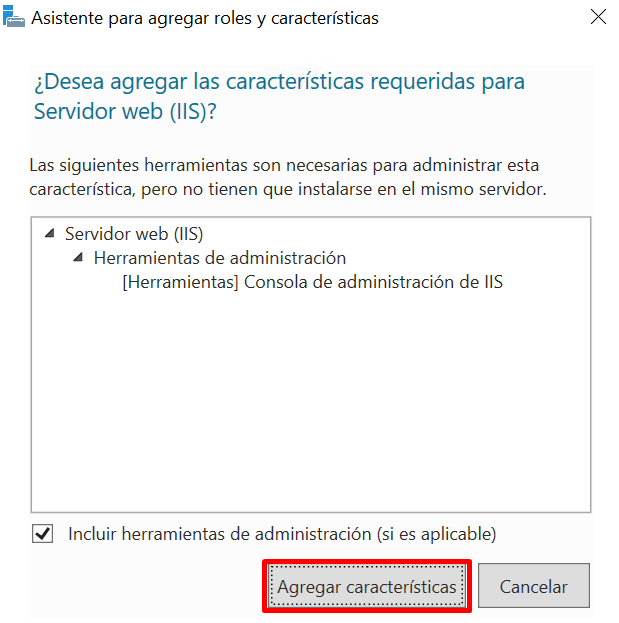 Asistente para agregar roles y características
¿Desea agregar las características requeridas para
Servidor web (IIS)?
Las siguientes herramientas son necesarias para administrar esta
característica, pero no tienen que instalarse en el mismo servidor.
Servidor web (IIS)
Herramientas de administración
[Herramientas] Consola de administración de IIS
Incluir herramientas de administración (si es aplicable)
Agregar características
Cancelar